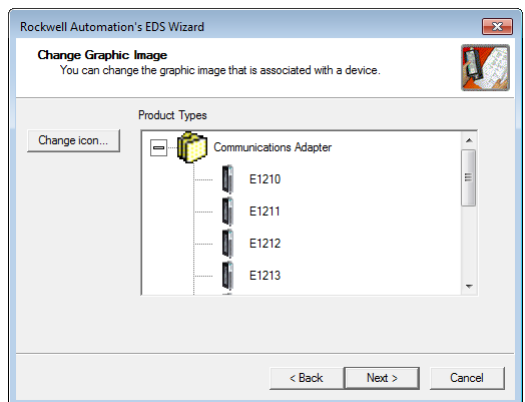 Rockwell Automation's EDS Wizard
Change Graphic Image
You can change the graphic image that is associated with a device.
Product Types
Change icon...
Communications Adapter
E1210
E1211
E1212
E1213
< Back
Next >
Cancel